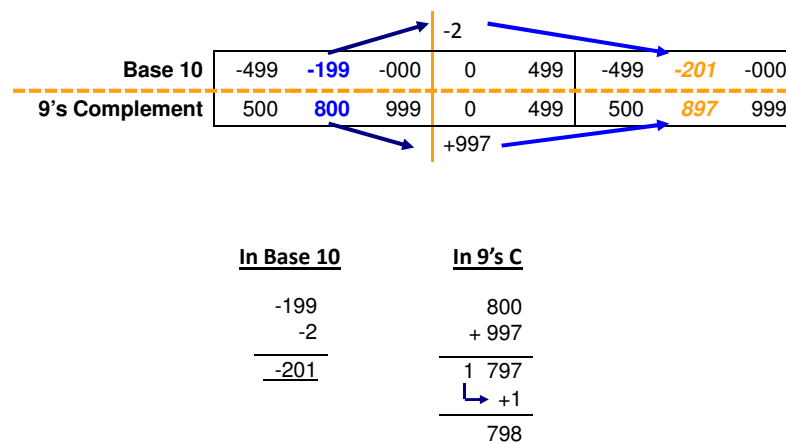 -2
Base 10 -499 -199 -000 0 499 -499 -201 -000
9's Complement 500 800 999 0 499 500 897 999
+997
In Base 10
-199
-2
-201
In 9's C
800
+ 997
1 797
+1
798